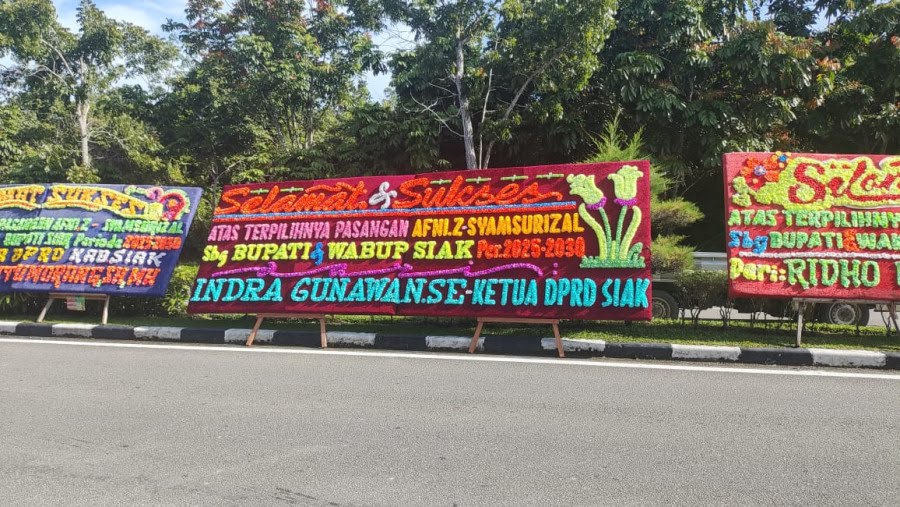 SUKSES
PASANGAN AFNI.Z - SYAMSURIZAL
BUPATI SIAK Periode 2025-2030
DPRD KAB.SIAK
Selamat & Sukses
ATAS TERPILIHNYA PASANGAN AFNI.Z-SYAMSURIZAL
Sbg BUPATI & WABUP SIAK Per.2025-2030
Dari:
INDRA GUNAWAN.SE-KETUA DPRD SIAK
ATAS TERPILIHNYA
Sbg BUPATI & WA
Dari: RIDHO